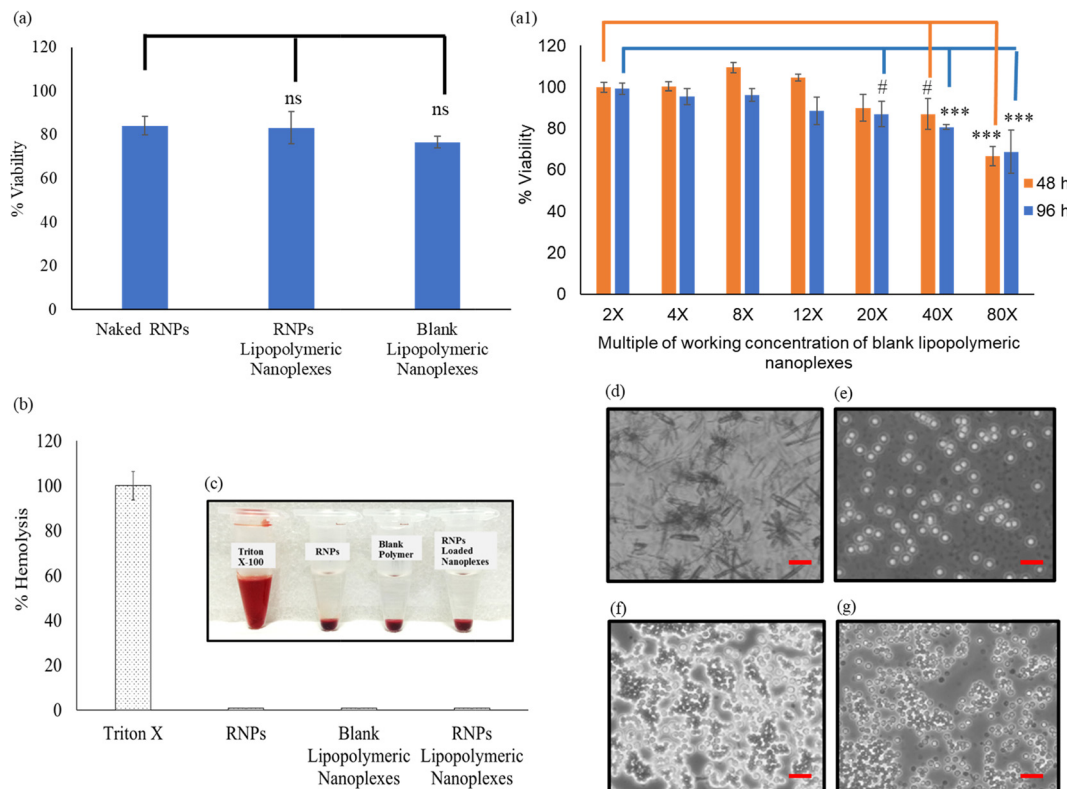 (a)
120
100
80
60
40
20
0
% Viability
ns
ns
Naked RNPs
RNPs
Lipopolymeric
Nanoplexes
Blank
Lipopolymeric
Nanoplexes
(a1)
120
100
80
60
40
20
0
% Viability
#
#
***
***
***
48 h
96 h
2X
4X
8X
12X
20X
40X
80X
Multiple of working concentration of blank lipopolymeric
nanoplexes
(b)
120
100
80
60
40
20
0
% Hemolysis
Triton X
RNPs
Blank
Lipopolymeric
Nanoplexes
RNPs
Lipopolymeric
Nanoplexes
(c)
Triton
X-100
RNPs
Blank
Polymer
RNPs
Loaded
Nanoplexes
(d)
(e)
(f)
(g)